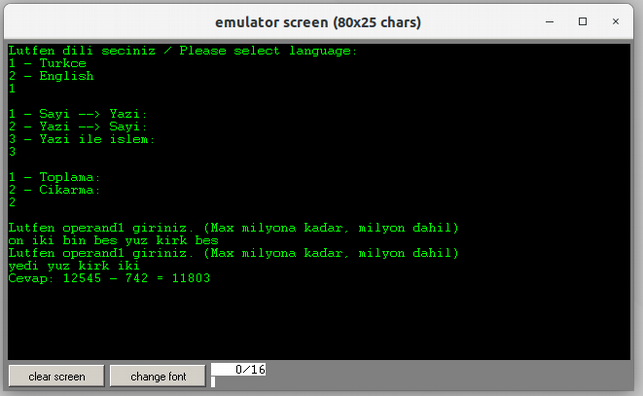 emulator screen (80x25 chars)
Lutfen dili seciniz / Please select language:
1 - Turkce
2 - English
1
1 - Sayi --> Yazi:
2 - Yazi --> Sayi:
3 - Yazi ile islem:
3
1 - Toplama:
2 - Cikarma:
2
Lutfen operand1 giriniz. (Max milyona kadar, milyon dahil)
on iki bin bes yuz kirk bes
Lutfen operand1 giriniz. (Max milyona kadar, milyon dahil)
yedi yuz kirk iki
Cevap: 12545 - 742 = 11803
clear screen change font 0/16